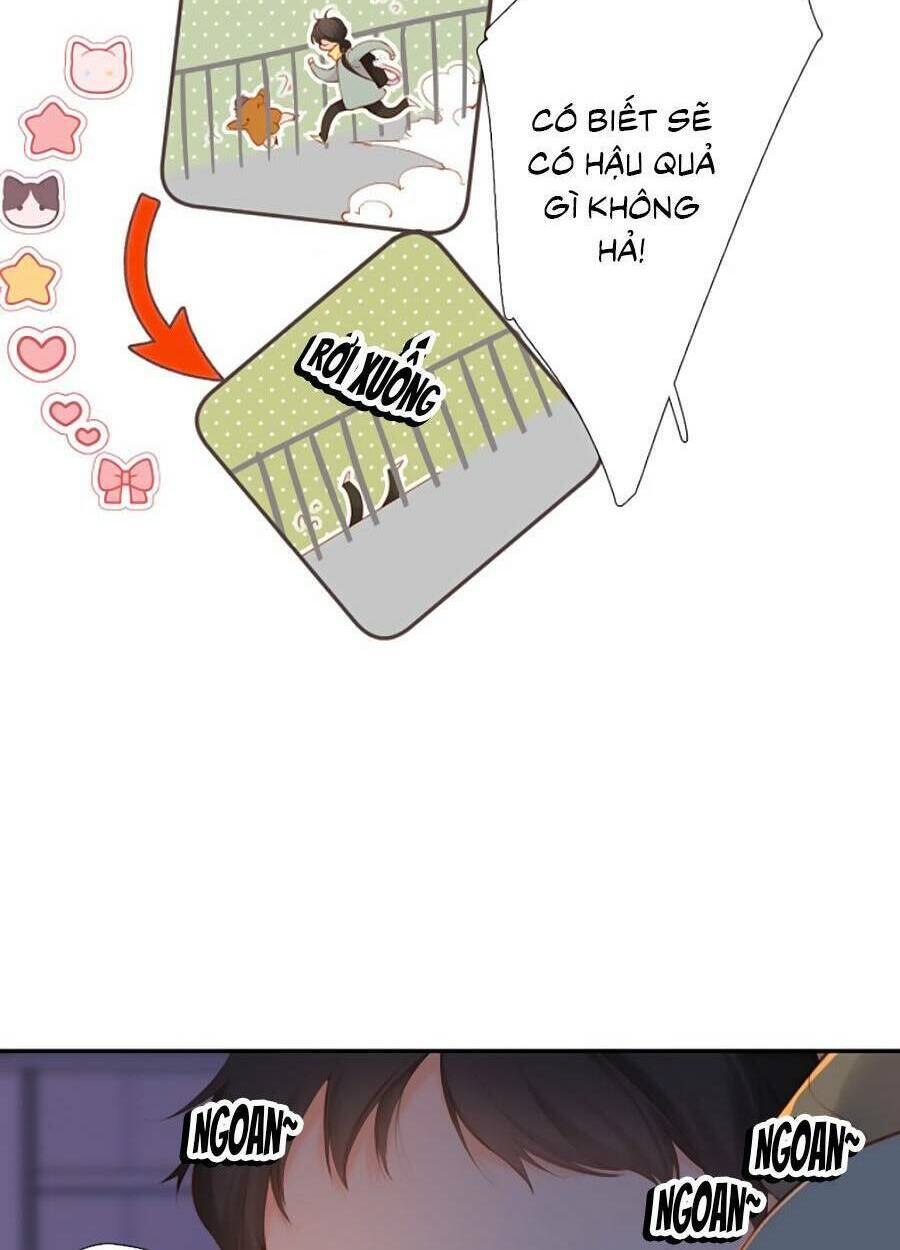 CÓ BIẾT SẼ
CÓ HẬU QUẢ
GÌ KHÔNG
HẢ!
RƠI XUỐNG
NGOAN~
NGOAN~
NGOAN~